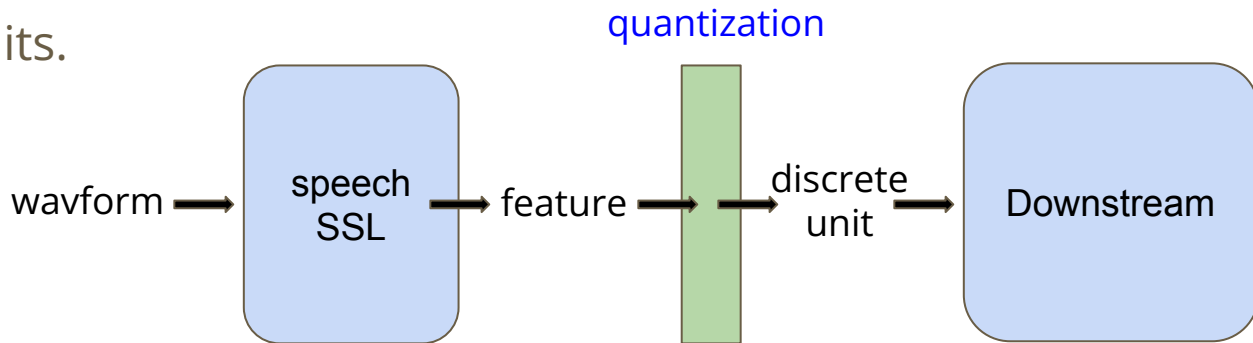 its.
quantization
wavform
speech
SSL
feature
discrete
unit
Downstream